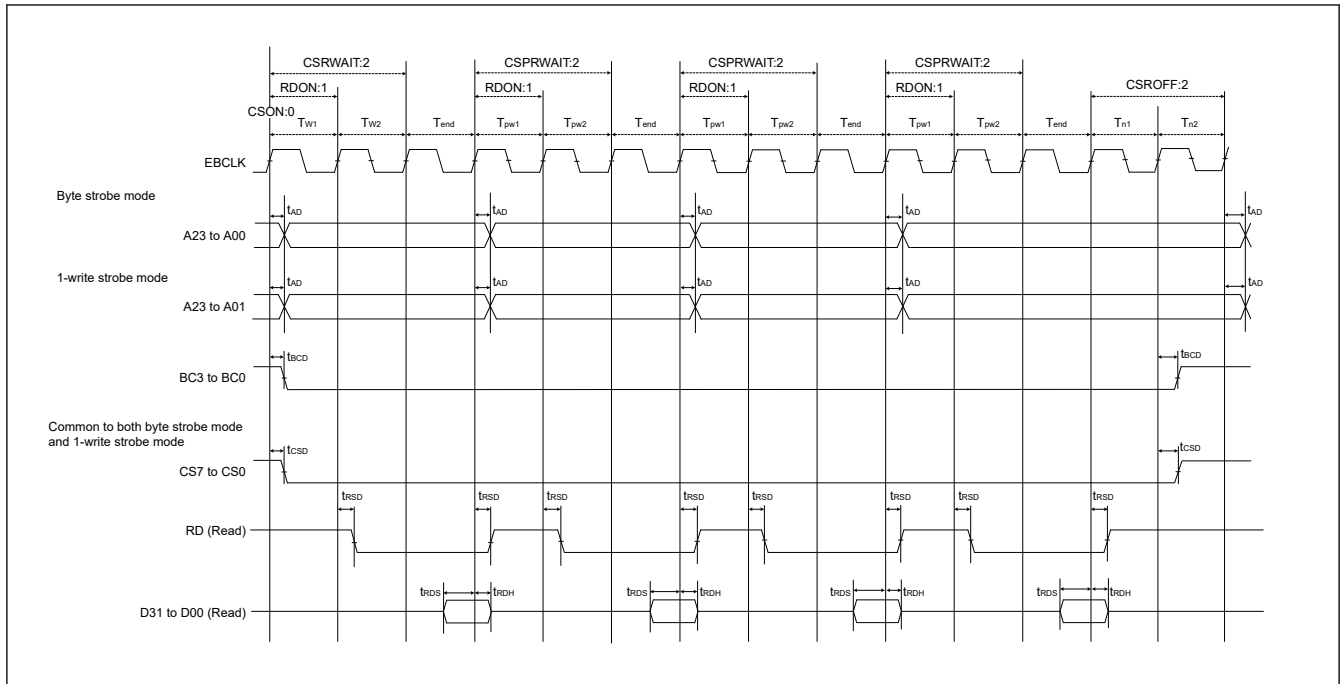 CSRWAIT:2 CSPRWAIT:2 CSPRWAIT:2 CSPRWAIT:2
RDON:1 RDON:1 RDON:1 RDON:1 CSROFF:2
CSON:0
TW1 TW2 Tend Tpw1 Tpw2 Tend Tpw1 Tpw2 Tend Tpw1 Tpw2 Tend Tn1 Tn2
EBCLK
Byte strobe mode
tAD tAD tAD tAD tAD
A23 to A00
1-write strobe mode
tAD tAD tAD tAD tAD
A23 to A01
tBCD tBCD
BC3 to BC0
Common to both byte strobe mode
and 1-write strobe mode
tCSD tCSD
CS7 to CS0
tRSD tRSD tRSD tRSD tRSD tRSD tRSD tRSD
RD (Read)
tRDS tRDH tRDS tRDH tRDS tRDH tRDS tRDH
D31 to D00 (Read)